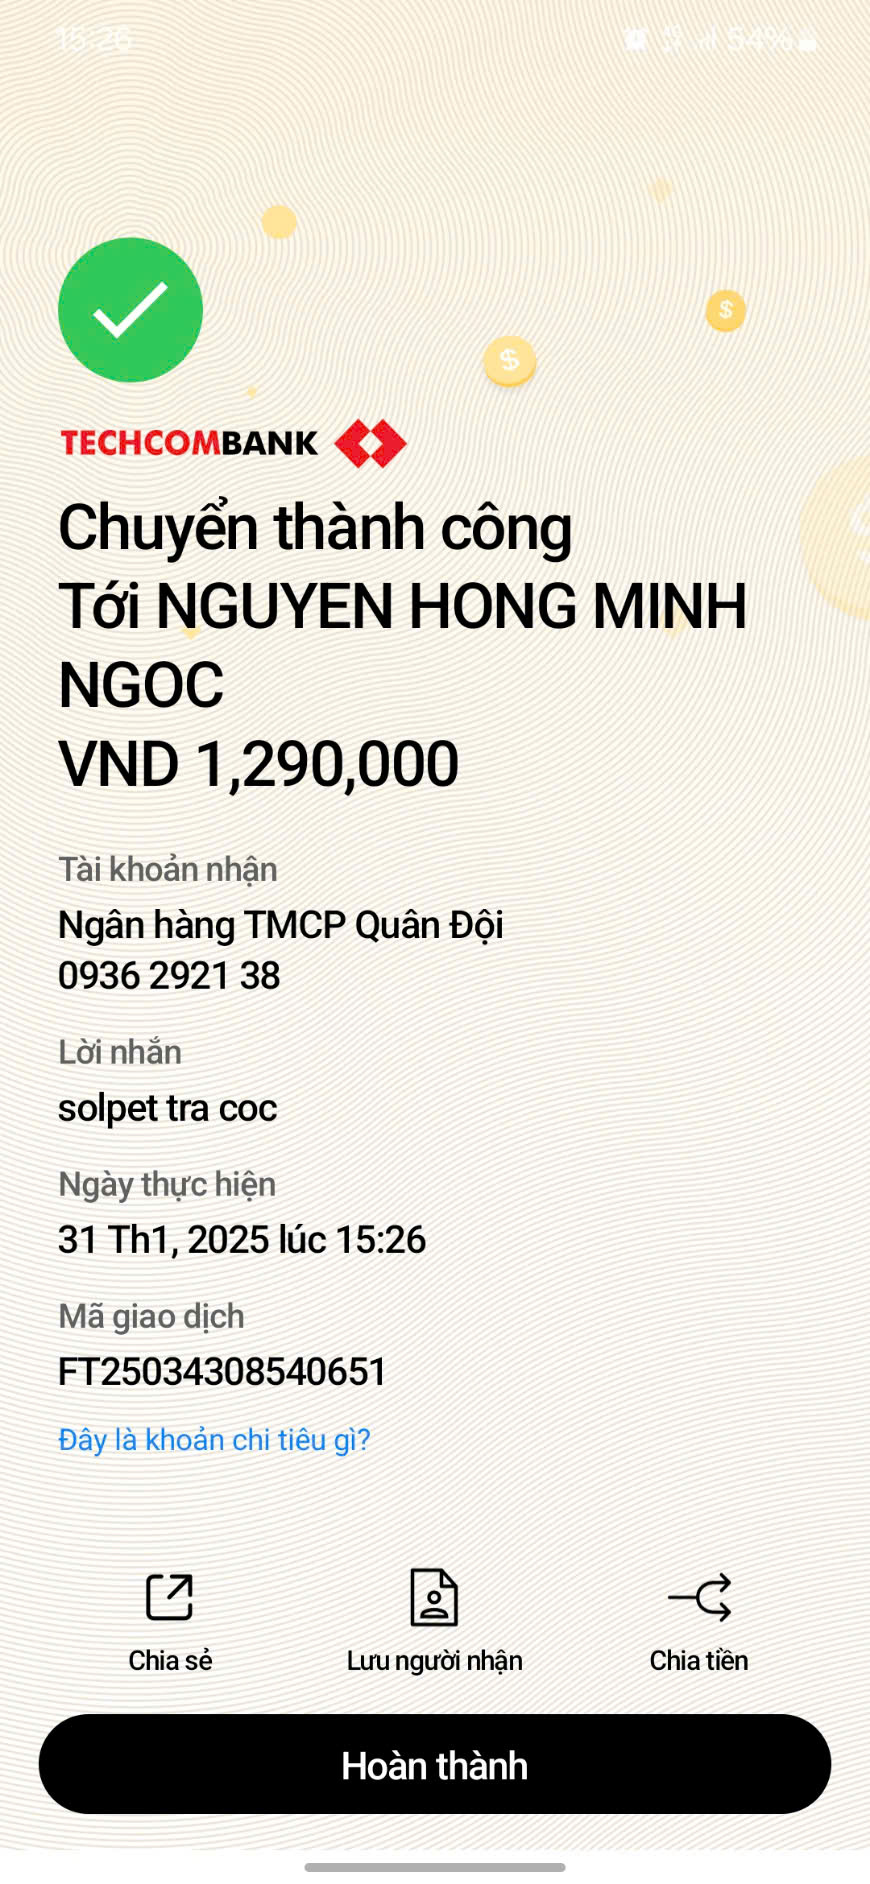 15:26
54%
TECHCOMBANK
Chuyển thành công
Tới NGUYEN HONG MINH
NGOC
VND 1,290,000
Tài khoản nhận
Ngân hàng TMCP Quân Đội
0936 2921 38
Lời nhắn
solpet tra coc
Ngày thực hiện
31 Th1, 2025 lúc 15:26
Mã giao dịch
FT25034308540651
Đây là khoản chi tiêu gì?
Chia sẻ
Lưu người nhận
Chia tiền
Hoàn thành